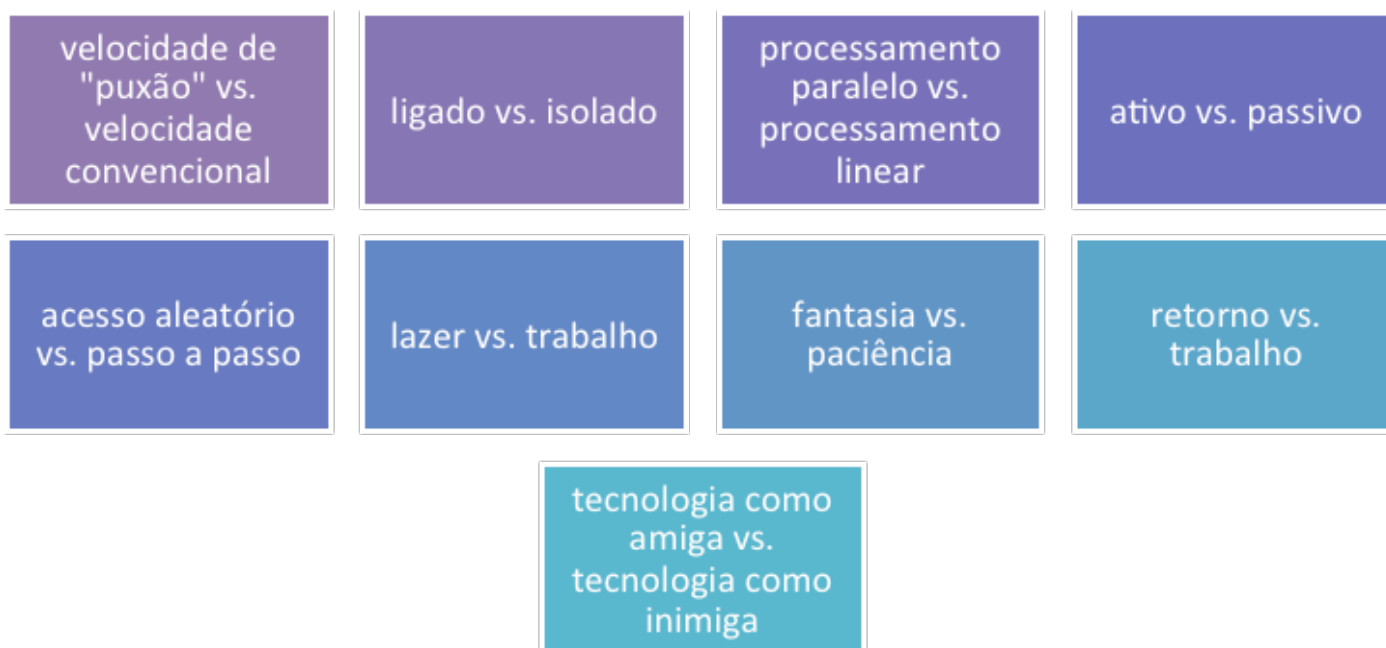 velocidade de
"puxão" vs.
velocidade
convencional
ligado vs. isolado
processamento
paralelo vs.
processamento
linear
ativo vs. passivo
acesso aleatório
vs. passo a passo
lazer vs. trabalho
fantasia vs.
paciência
retorno vs.
trabalho
tecnologia como
amiga vs.
tecnologia como
inimiga